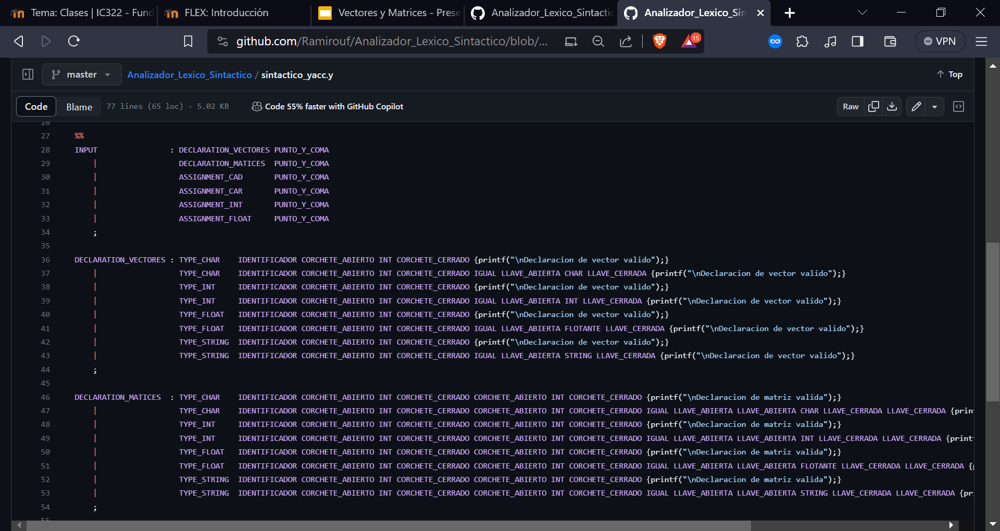 Tema: Clases | IC322 - Fund
FLEX: Introducción
Vectores y Matrices - Prese
Analizador_Lexico_Sintactic
Analizador_Lexico_Sin
github.com/Ramirouf/Analizador_Lexico_Sintactico/blob/...
15
VPN
master
Analizador_Lexico_Sintactico / sintactico_yacc.y
Top
Code
Blame
77 lines (65 loc) · 5.02 KB
Code 55% faster with GitHub Copilot
Raw
26
27 %%
28 INPUT : DECLARATION_VECTORES PUNTO_Y_COMA
29 | DECLARATION_MATICES PUNTO_Y_COMA
30 | ASSIGNMENT_CAD PUNTO_Y_COMA
31 | ASSIGNMENT_CAR PUNTO_Y_COMA
32 | ASSIGNMENT_INT PUNTO_Y_COMA
33 | ASSIGNMENT_FLOAT PUNTO_Y_COMA
34 ;
35
36 DECLARATION_VECTORES : TYPE_CHAR IDENTIFICADOR CORCHETE_ABIERTO INT CORCHETE_CERRADO {printf("\nDeclaracion de vector valido");}
37 | TYPE_CHAR IDENTIFICADOR CORCHETE_ABIERTO INT CORCHETE_CERRADO IGUAL LLAVE_ABIERTA CHAR LLAVE_CERRADA {printf("\nDeclaracion de vector valido");}
38 | TYPE_INT IDENTIFICADOR CORCHETE_ABIERTO INT CORCHETE_CERRADO {printf("\nDeclaracion de vector valido");}
39 | TYPE_INT IDENTIFICADOR CORCHETE_ABIERTO INT CORCHETE_CERRADO IGUAL LLAVE_ABIERTA INT LLAVE_CERRADA {printf("\nDeclaracion de vector valido");}
40 | TYPE_FLOAT IDENTIFICADOR CORCHETE_ABIERTO INT CORCHETE_CERRADO {printf("\nDeclaracion de vector valido");}
41 | TYPE_FLOAT IDENTIFICADOR CORCHETE_ABIERTO INT CORCHETE_CERRADO IGUAL LLAVE_ABIERTA FLOTANTE LLAVE_CERRADA {printf("\nDeclaracion de vector valido");}
42 | TYPE_STRING IDENTIFICADOR CORCHETE_ABIERTO INT CORCHETE_CERRADO {printf("\nDeclaracion de vector valido");}
43 | TYPE_STRING IDENTIFICADOR CORCHETE_ABIERTO INT CORCHETE_CERRADO IGUAL LLAVE_ABIERTA STRING LLAVE_CERRADA {printf("\nDeclaracion de vector valido");}
44 ;
45
46 DECLARATION_MATICES : TYPE_CHAR IDENTIFICADOR CORCHETE_ABIERTO INT CORCHETE_CERRADO CORCHETE_ABIERTO INT CORCHETE_CERRADO {printf("\nDeclaracion de matriz valida");}
47 | TYPE_CHAR IDENTIFICADOR CORCHETE_ABIERTO INT CORCHETE_CERRADO CORCHETE_ABIERTO INT CORCHETE_CERRADO IGUAL LLAVE_ABIERTA LLAVE_ABIERTA CHAR LLAVE_CERRADA LLAVE_CERRADA {prin
48 | TYPE_INT IDENTIFICADOR CORCHETE_ABIERTO INT CORCHETE_CERRADO CORCHETE_ABIERTO INT CORCHETE_CERRADO {printf("\nDeclaracion de matriz valida");}
49 | TYPE_INT IDENTIFICADOR CORCHETE_ABIERTO INT CORCHETE_CERRADO CORCHETE_ABIERTO INT CORCHETE_CERRADO IGUAL LLAVE_ABIERTA LLAVE_ABIERTA INT LLAVE_CERRADA LLAVE_CERRADA {print
50 | TYPE_FLOAT IDENTIFICADOR CORCHETE_ABIERTO INT CORCHETE_CERRADO CORCHETE_ABIERTO INT CORCHETE_CERRADO {printf("\nDeclaracion de matriz valida");}
51 | TYPE_FLOAT IDENTIFICADOR CORCHETE_ABIERTO INT CORCHETE_CERRADO CORCHETE_ABIERTO INT CORCHETE_CERRADO IGUAL LLAVE_ABIERTA LLAVE_ABIERTA FLOTANTE LLAVE_CERRADA LLAVE_CERRADA {
52 | TYPE_STRING IDENTIFICADOR CORCHETE_ABIERTO INT CORCHETE_CERRADO CORCHETE_ABIERTO INT CORCHETE_CERRADO {printf("\nDeclaracion de matriz valida");}
53 | TYPE_STRING IDENTIFICADOR CORCHETE_ABIERTO INT CORCHETE_CERRADO CORCHETE_ABIERTO INT CORCHETE_CERRADO IGUAL LLAVE_ABIERTA LLAVE_ABIERTA STRING LLAVE_CERRADA LLAVE_CERRADA {pr
54 ;
55